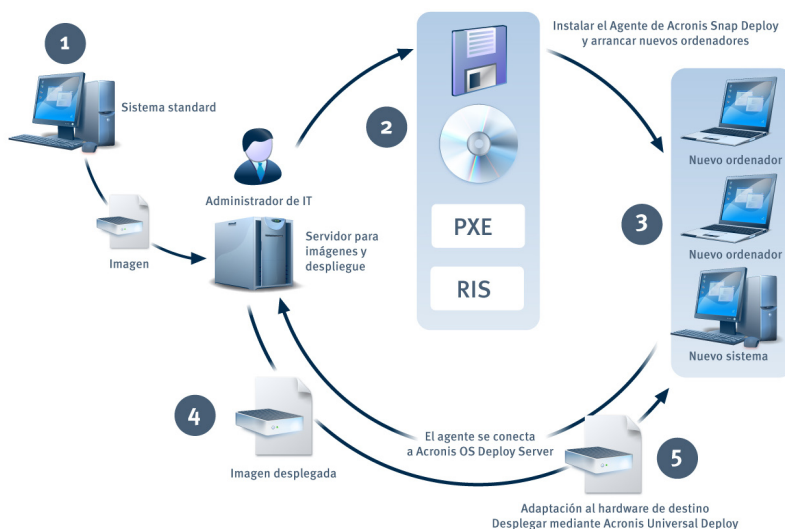 1
Sistema standard
Imagen
Administrador de IT
Servidor para
imágenes y
despliegue
2
PXE
RIS
Instalar el Agente de Acronis Snap Deploy
y arrancar nuevos ordenadores
3
Nuevo ordenador
Nuevo ordenador
Nuevo sistema
4
Imagen desplegada
El agente se conecta
a Acronis OS Deploy Server
5
Adaptación al hardware de destino
Desplegar mediante Acronis Universal Deploy